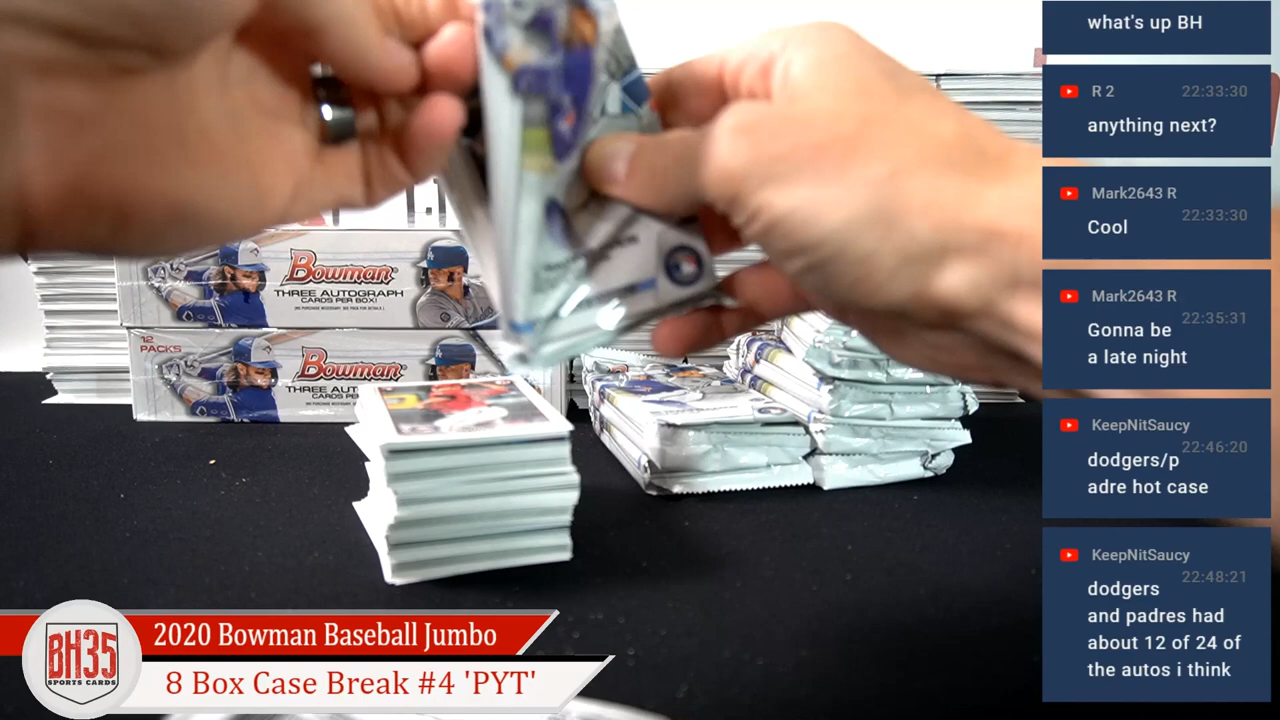 what's up BH
R 2 22:33:30
anything next?
Mark2643 R 22:33:30
Cool
Mark2643 R 22:35:31
Gonna be
a late night
KeepNitSaucy 22:46:20
dodgers/p
adre hot case
KeepNitSaucy 22:48:21
dodgers
and padres had
about 12 of 24 of
the autos i think
Bowman
THREE AUTOGRAPH
CARDS PER BOX!
12
PACKS
Bowman
THREE AUT
CARDS PE
BH35
SPORTS CARDS
2020 Bowman Baseball Jumbo
8 Box Case Break #4 'PYT'